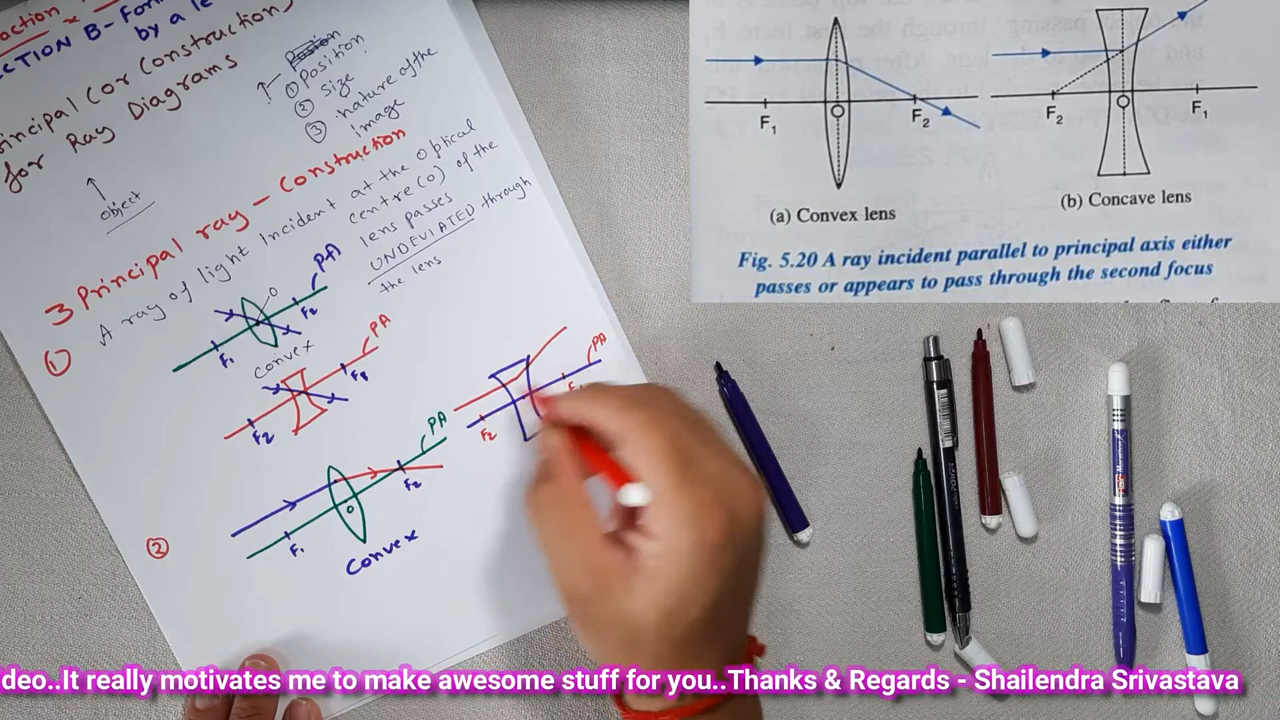 action
ECTION B-
by a le
incipal (or construction)
for Ray Diagrams
① Position
② size
③ nature of the
image
object
3 Principal ray - Construction
A ray of light Incident at the optical
centre (o) of the
lens passes
UNDEVIATED through
the lens
①
F₁
O
F₂
PA
convex
F₂
F₁
PA
②
F₁
O
F₂
PA
Convex
F₂
PA
F₁
O
F₂
F₂
O
F₁
(a) Convex lens
(b) Concave lens
Fig. 5.20 A ray incident parallel to principal axis either
passes or appears to pass through the second focus
deo..It really motivates me to make awesome stuff for you..Thanks & Regards - Shailendra Srivastava